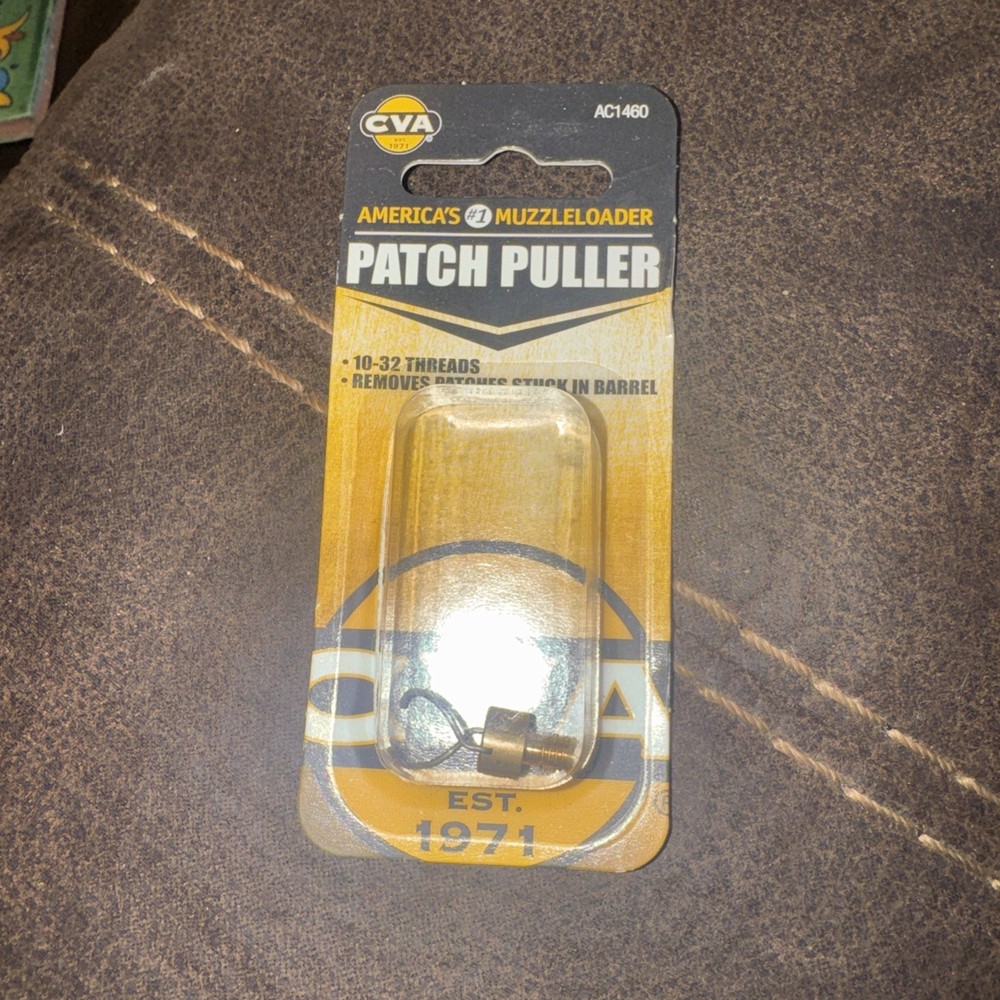 CVA
EST.
1971
AC1460
AMERICA'S #1 MUZZLELOADER
PATCH PULLER
• 10-32 THREADS
• REMOVES PATCHES STUCK IN BARREL
CVA
EST.
1971